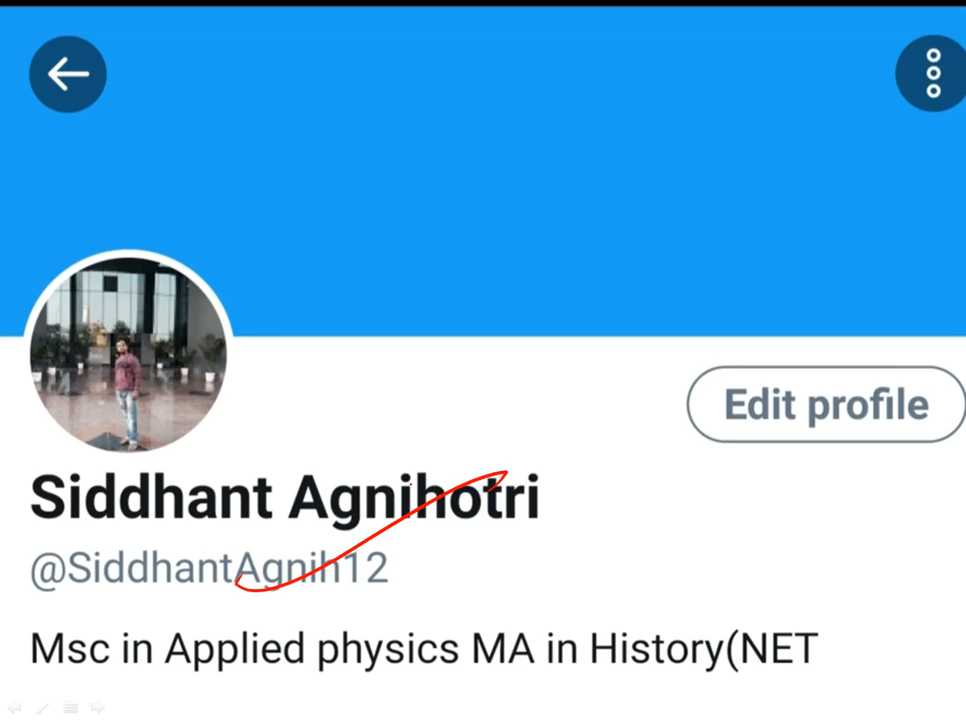 Edit profile
Siddhant Agnihotri
@SiddhantAgnih12
Msc in Applied physics MA in History(NET